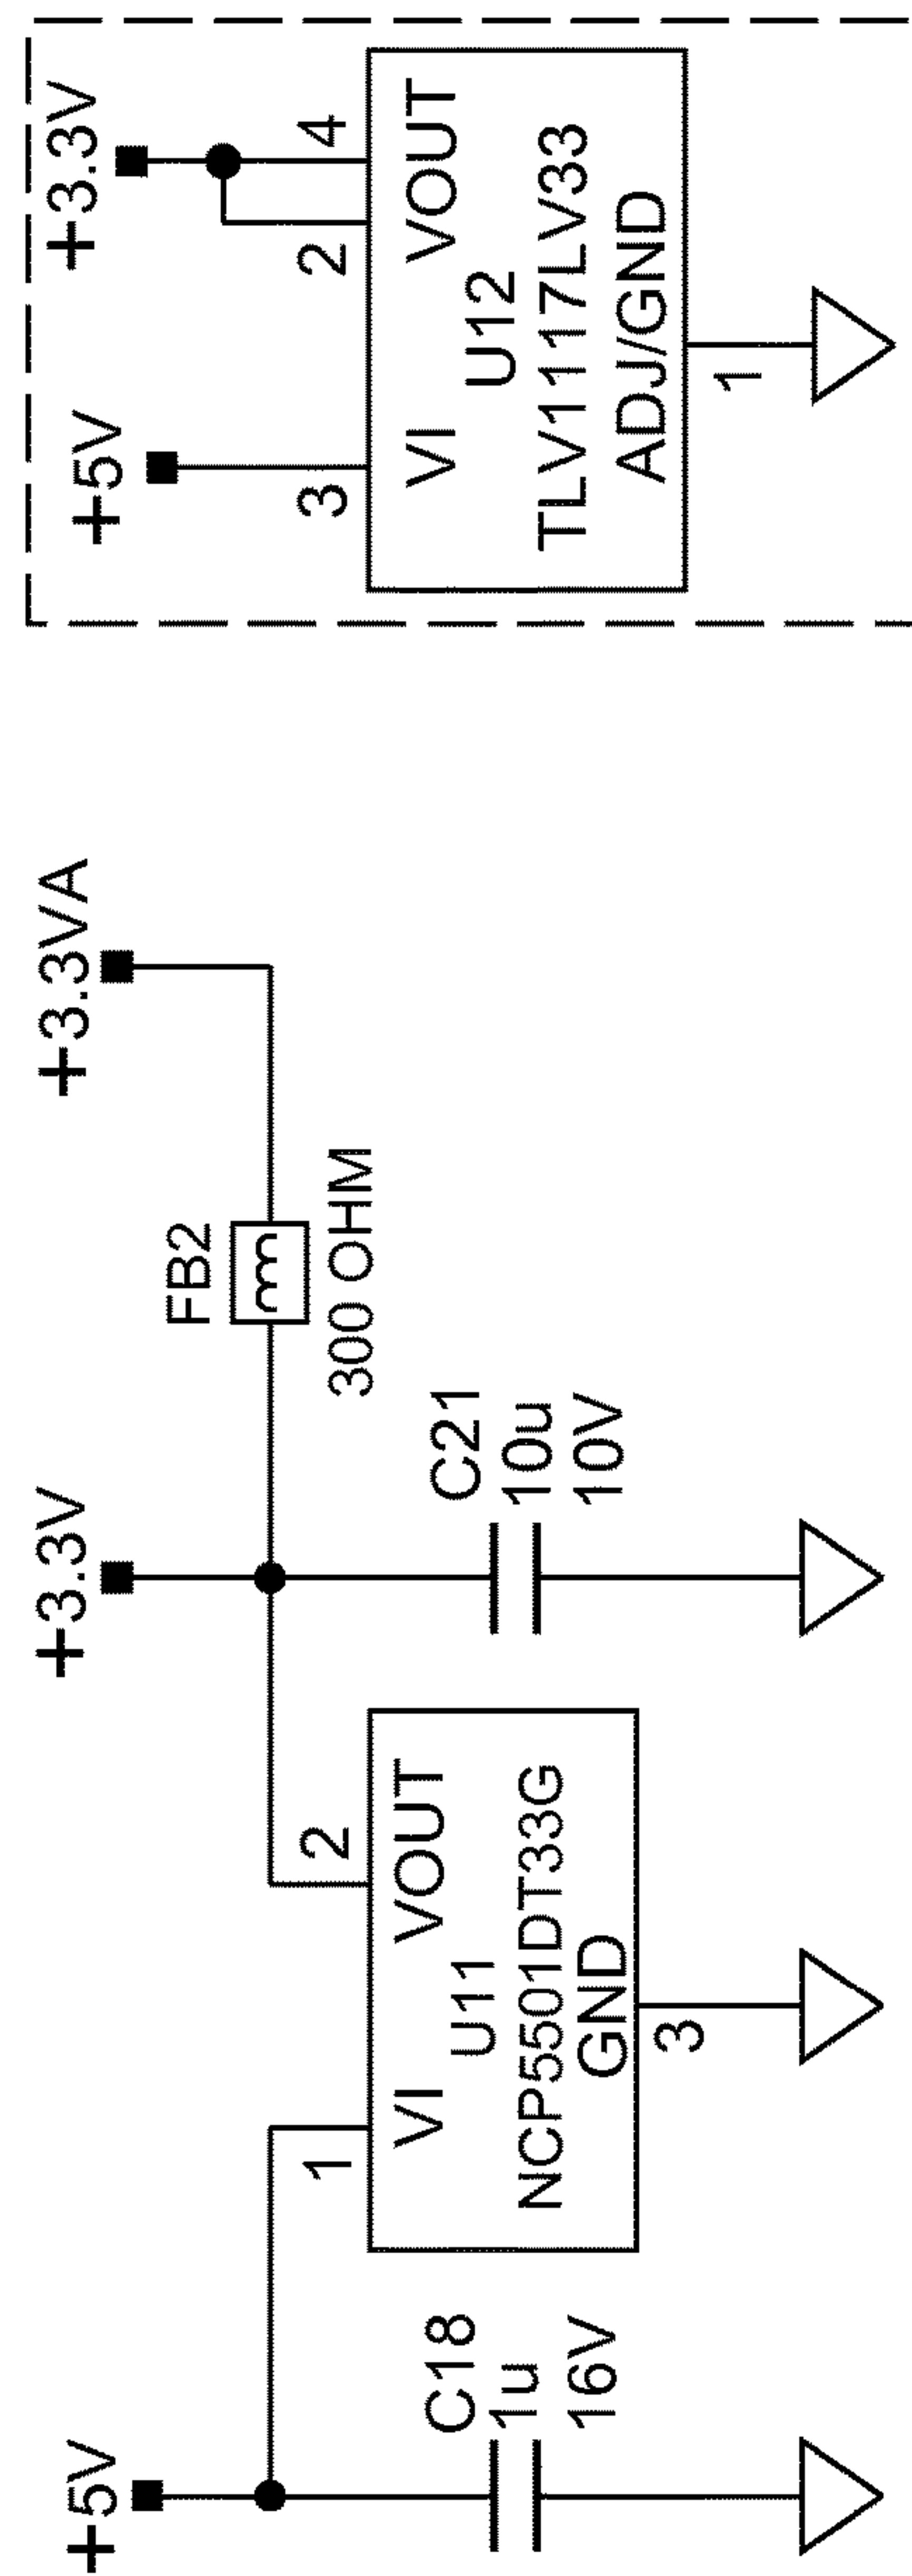 +5V
C18
1u
16V
1
VI
VOUT
2
U11
NCP5501DT33G
GND
3
+3.3V
C21
10u
10V
FB2
300 OHM
+3.3VA
+5V
+3.3V
3
2
4
VI
VOUT
U12
TLV1117LV33
ADJ/GND
1